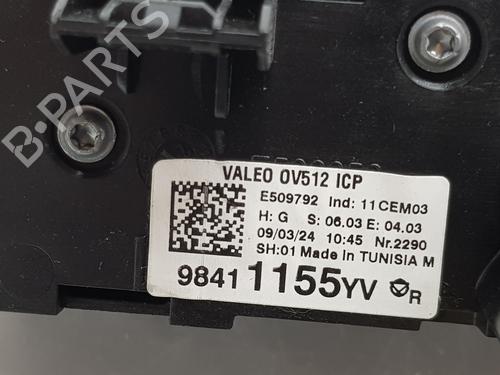 B-PARTS
VALEO OV512 ICP
E509792 Ind: 11CEM03
H: G S: 06.03 E: 04.03
09/03/24 10:45 Nr.2290
SH:01 Made in TUNISIA M
98411155YV R